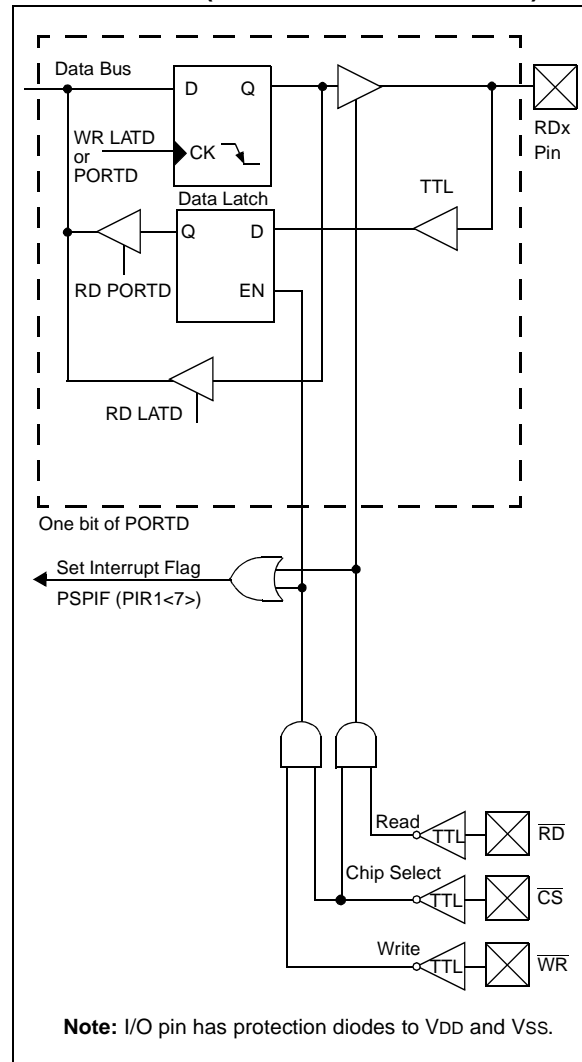 Data Bus
D Q
WR LATD
or
PORTD
CK
RDx
Pin
Data Latch
TTL
Q D
RD PORTD
EN
RD LATD
One bit of PORTD
Set Interrupt Flag
PSPIF (PIR1<7>)
Read
TTL
RD
Chip Select
TTL
CS
Write
TTL
WR
Note: I/O pin has protection diodes to VDD and VSS.